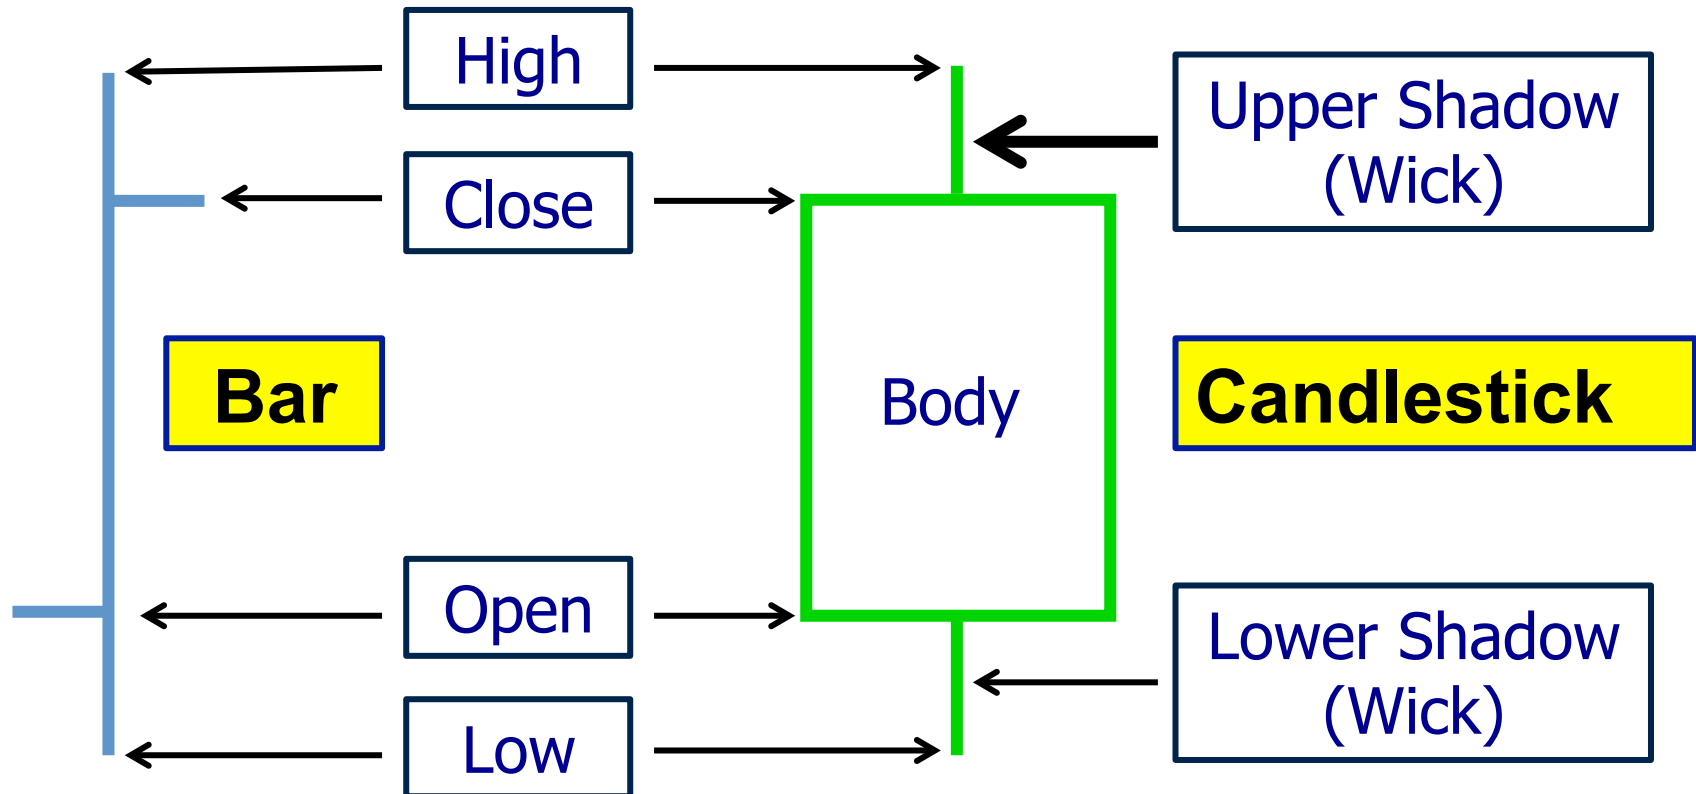 High
Close
Bar
Open
Low
Body
Upper Shadow
(Wick)
Candlestick
Lower Shadow
(Wick)